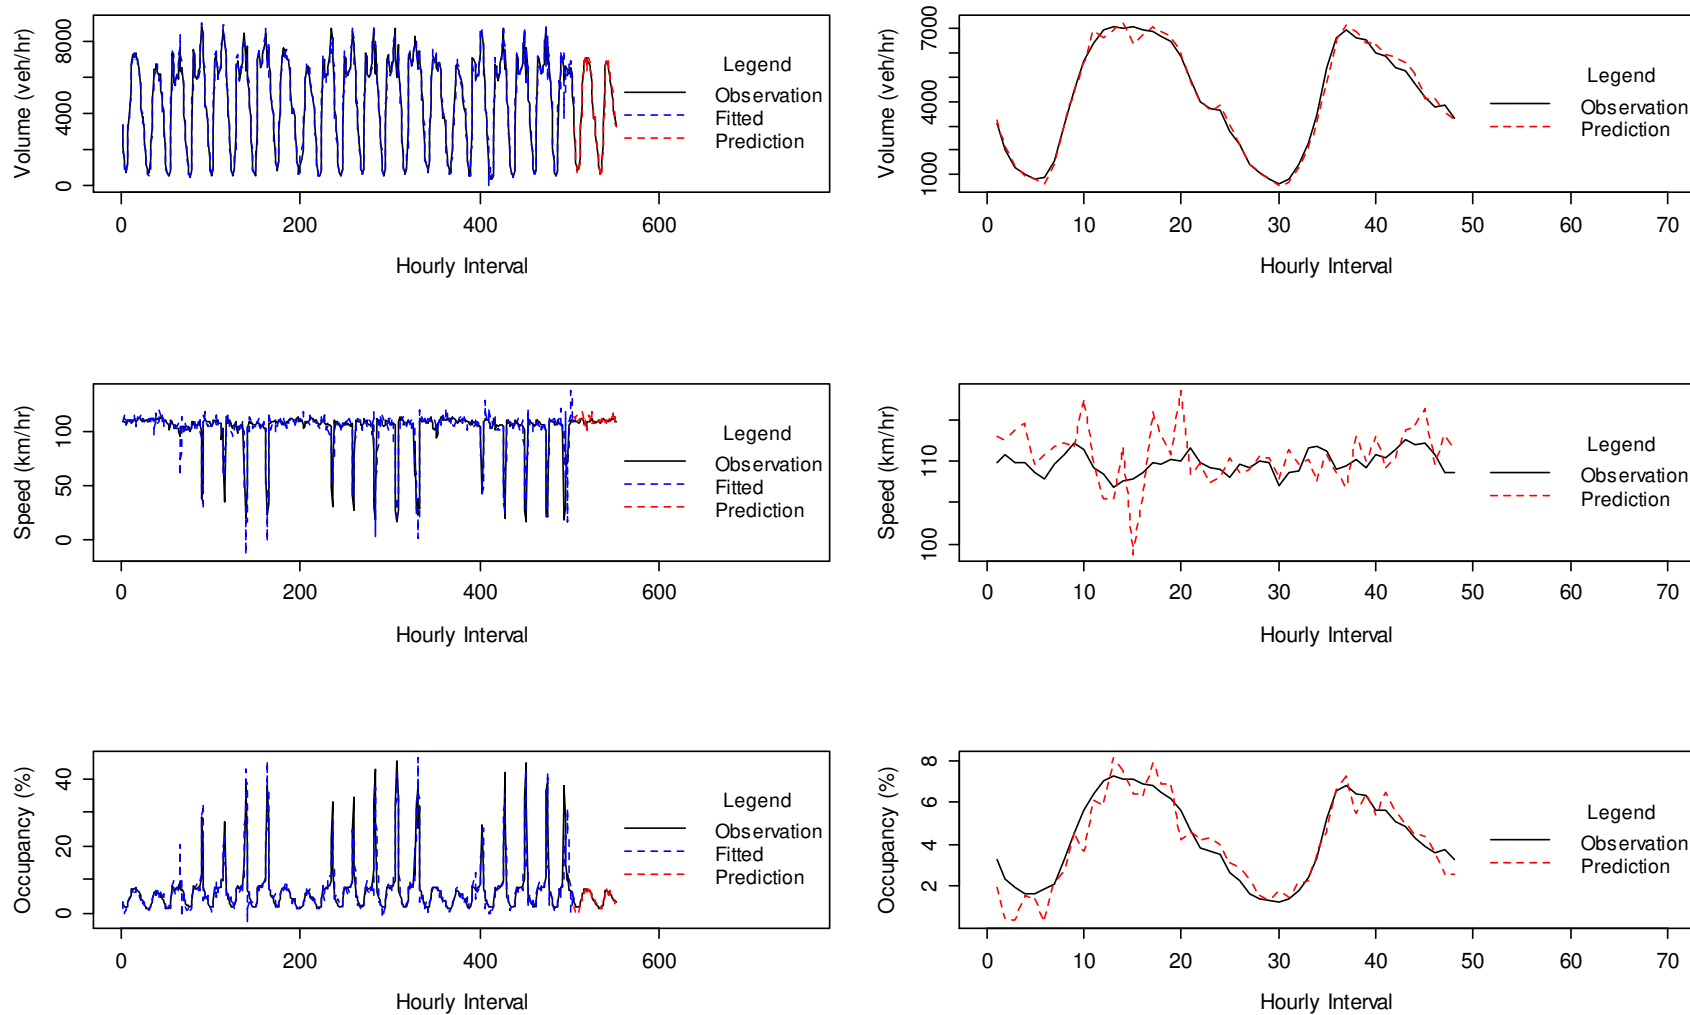 Volume (veh/hr)
0 4000 8000
0 200 400 600
Hourly Interval
Legend
Observation
Fitted
Prediction
Volume (veh/hr)
1000 4000 7000
0 10 20 30 40 50 60 70
Hourly Interval
Legend
Observation
Prediction
Speed (km/hr)
0 50 100
0 200 400 600
Hourly Interval
Legend
Observation
Fitted
Prediction
Speed (km/hr)
100 110
0 10 20 30 40 50 60 70
Hourly Interval
Legend
Observation
Prediction
Occupancy (%)
0 20 40
0 200 400 600
Hourly Interval
Legend
Observation
Fitted
Prediction
Occupancy (%)
2 4 6 8
0 10 20 30 40 50 60 70
Hourly Interval
Legend
Observation
Prediction